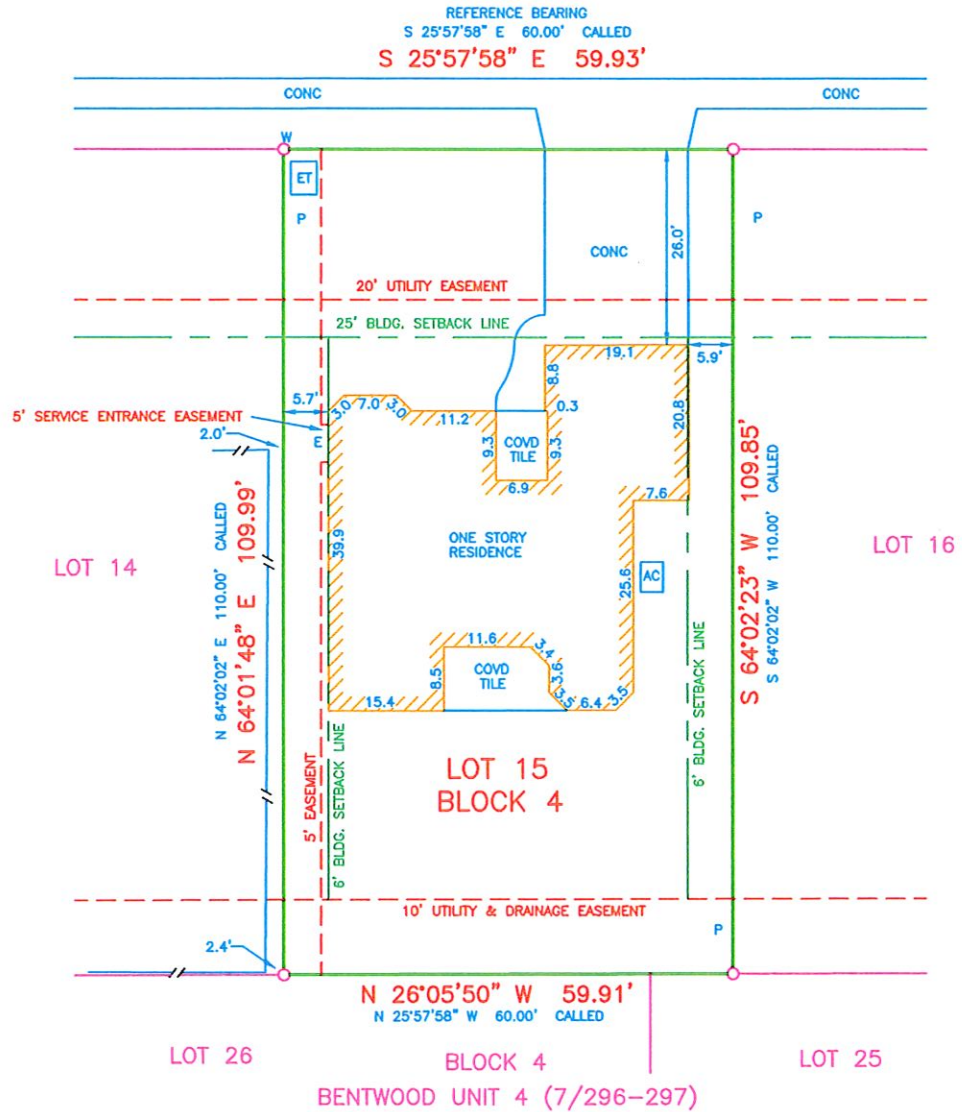 REFERENCE BEARING
S 25°57'58" E 60.00' CALLED
S 25°57'58" E 59.93'
CONC
CONC
W
ET
P
P
CONC
26.0'
20' UTILITY EASEMENT
25' BLDG. SETBACK LINE
19.1
5.9'
8.8
5.7'
3.0
7.0
3.0
0.3
5' SERVICE ENTRANCE EASEMENT
11.2
20.8
2.0'
E
9.3
COVD
TILE
9.3
6.9
7.6
LOT 14
N 64°02'02" E 110.00' CALLED
N 64°01'48" E 109.99'
39.9
ONE STORY
RESIDENCE
25.6
AC
S 64°02'23" W 109.85'
S 64°02'02" W 110.00' CALLED
LOT 16
11.6
3.4
8.5
COVD
TILE
3.6
3.5
15.4
6.4
3.5
6' BLDG. SETBACK LINE
LOT 15
BLOCK 4
5' EASEMENT
6' BLDG. SETBACK LINE
10' UTILITY & DRAINAGE EASEMENT
P
2.4'
N 26°05'50" W 59.91'
N 25°57'58" W 60.00' CALLED
LOT 26
BLOCK 4
LOT 25
BENTWOOD UNIT 4 (7/296-297)